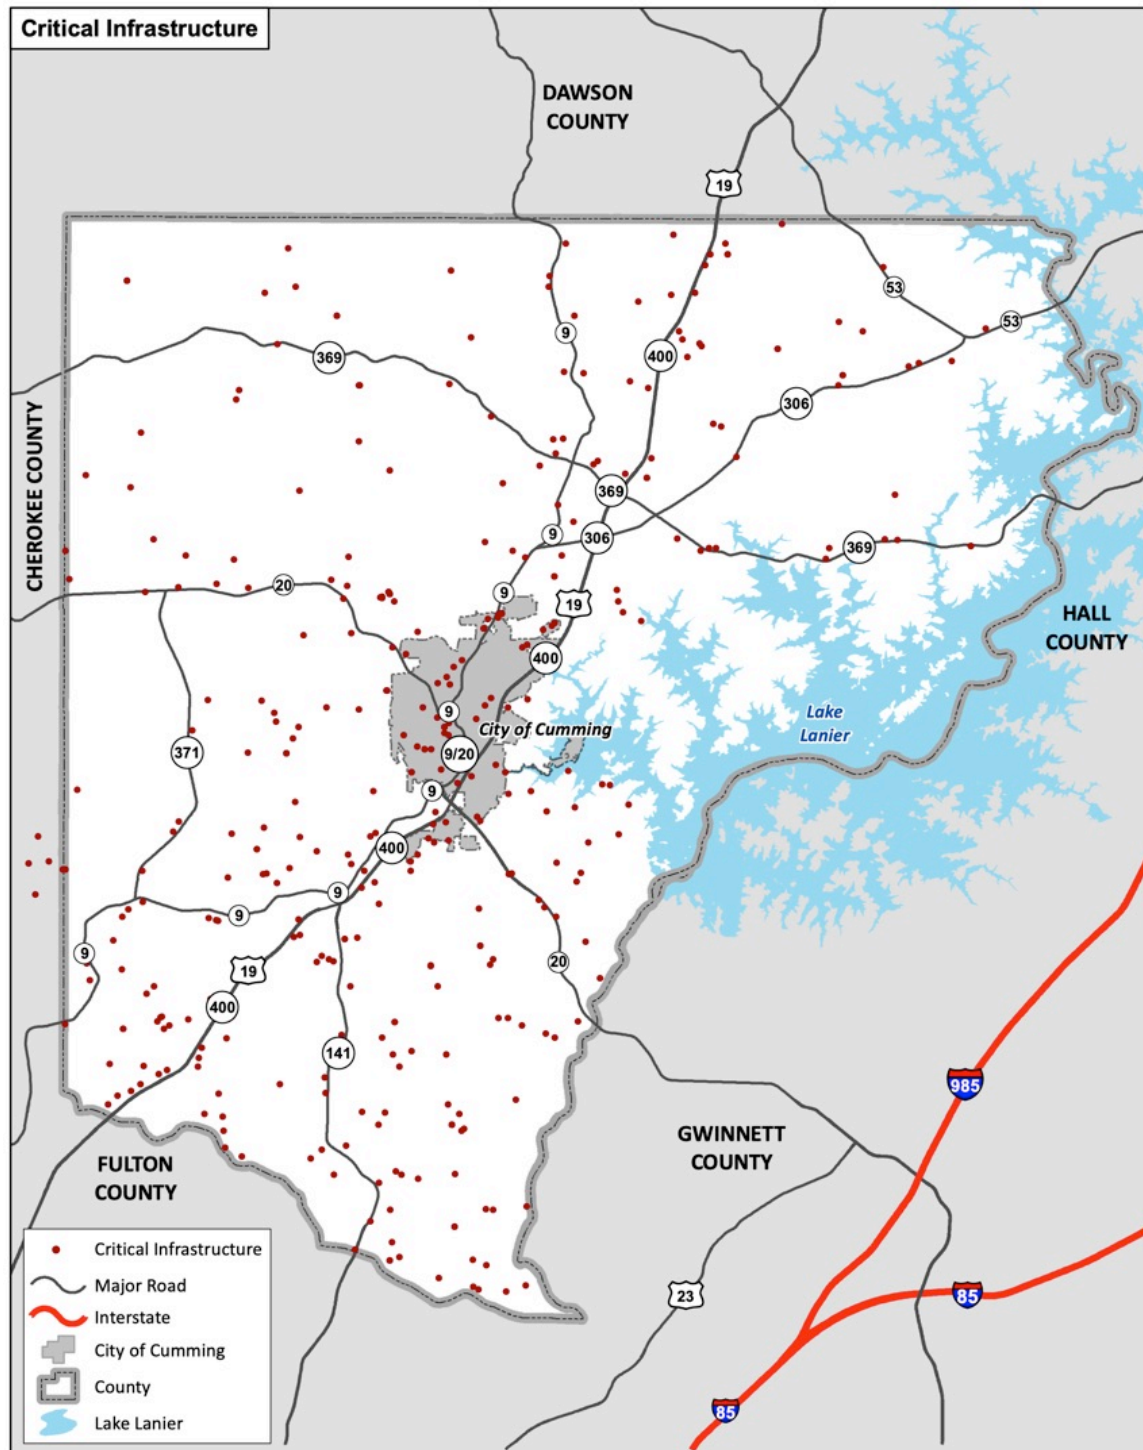 Critical Infrastructure
DAWSON
COUNTY
19
53
53
9
369
400
306
CHEROKEE COUNTY
369
9
306
369
20
9
19
HALL
COUNTY
400
9
City of Cumming
Lake
Lanier
371
9/20
9
400
9
9
9
20
19
400
141
985
GWINNETT
COUNTY
FULTON
COUNTY
Critical Infrastructure
Major Road
Interstate
City of Cumming
County
Lake Lanier
23
85
85